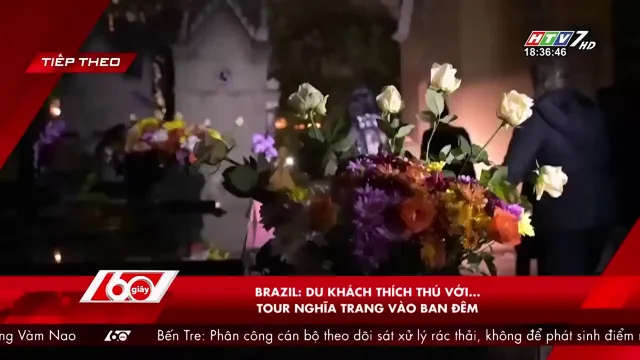 TIẾP THEO
HTV7 HD
18:36:46
60 giây
BRAZIL: DU KHÁCH THÍCH THÚ VỚI...
TOUR NGHĨA TRANG VÀO BAN ĐÊM
ng Vàm Nao Bến Tre: Phân công cán bộ theo dõi sát xử lý rác thải, không để phát sinh điểm